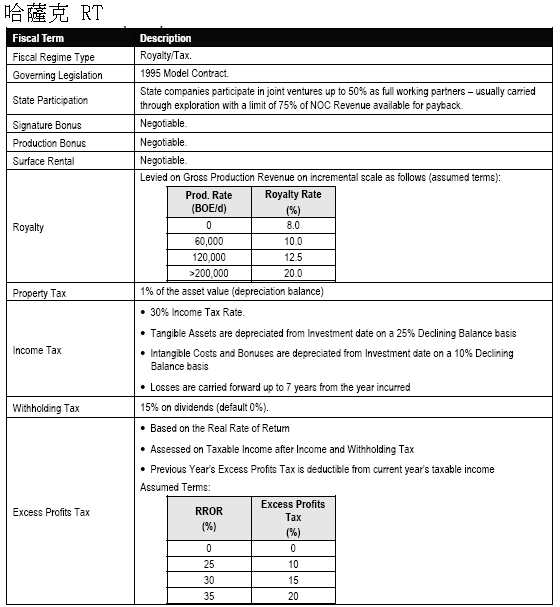 哈薩克 RT
Fiscal Term Description
Fiscal Regime Type Royalty/Tax.
Governing Legislation 1995 Model Contract.
State Participation State companies participate in joint ventures up to 50% as full working partners – usually carried
through exploration with a limit of 75% of NOC Revenue available for payback.
Signature Bonus Negotiable.
Production Bonus Negotiable.
Surface Rental Negotiable.
Royalty
Levied on Gross Production Revenue on incremental scale as follows (assumed terms):
Prod. Rate Royalty Rate
(BOE/d) (%)
0 8.0
60,000 10.0
120,000 12.5
>200,000 20.0
Property Tax 1% of the asset value (depreciation balance)
Income Tax
• 30% Income Tax Rate.
• Tangible Assets are depreciated from Investment date on a 25% Declining Balance basis
• Intangible Costs and Bonuses are depreciated from Investment date on a 10% Declining
Balance basis
• Losses are carried forward up to 7 years from the year incurred
Withholding Tax 15% on dividends (default 0%).
Excess Profits Tax
• Based on the Real Rate of Return
• Assessed on Taxable Income after Income and Withholding Tax
• Previous Year's Excess Profits Tax is deductible from current year's taxable income
Assumed Terms:
RROR Excess Profits
(%) Tax
(%)
0 0
25 10
30 15
35 20